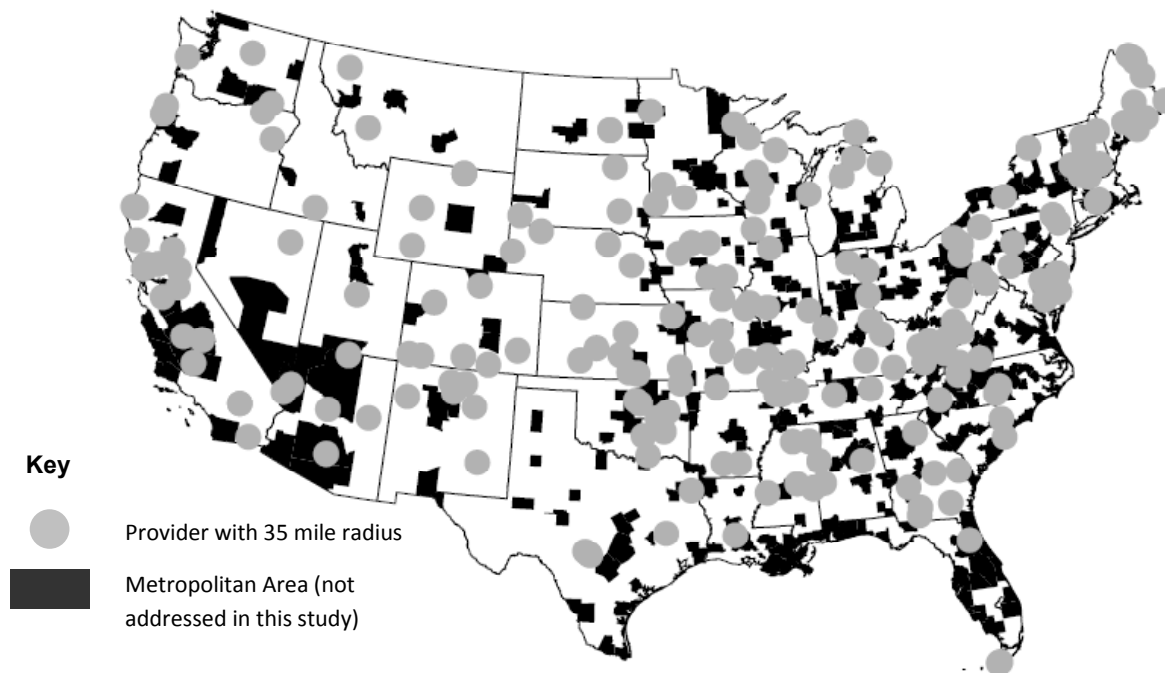 Key
Provider with 35 mile radius
Metropolitan Area (not
addressed in this study)